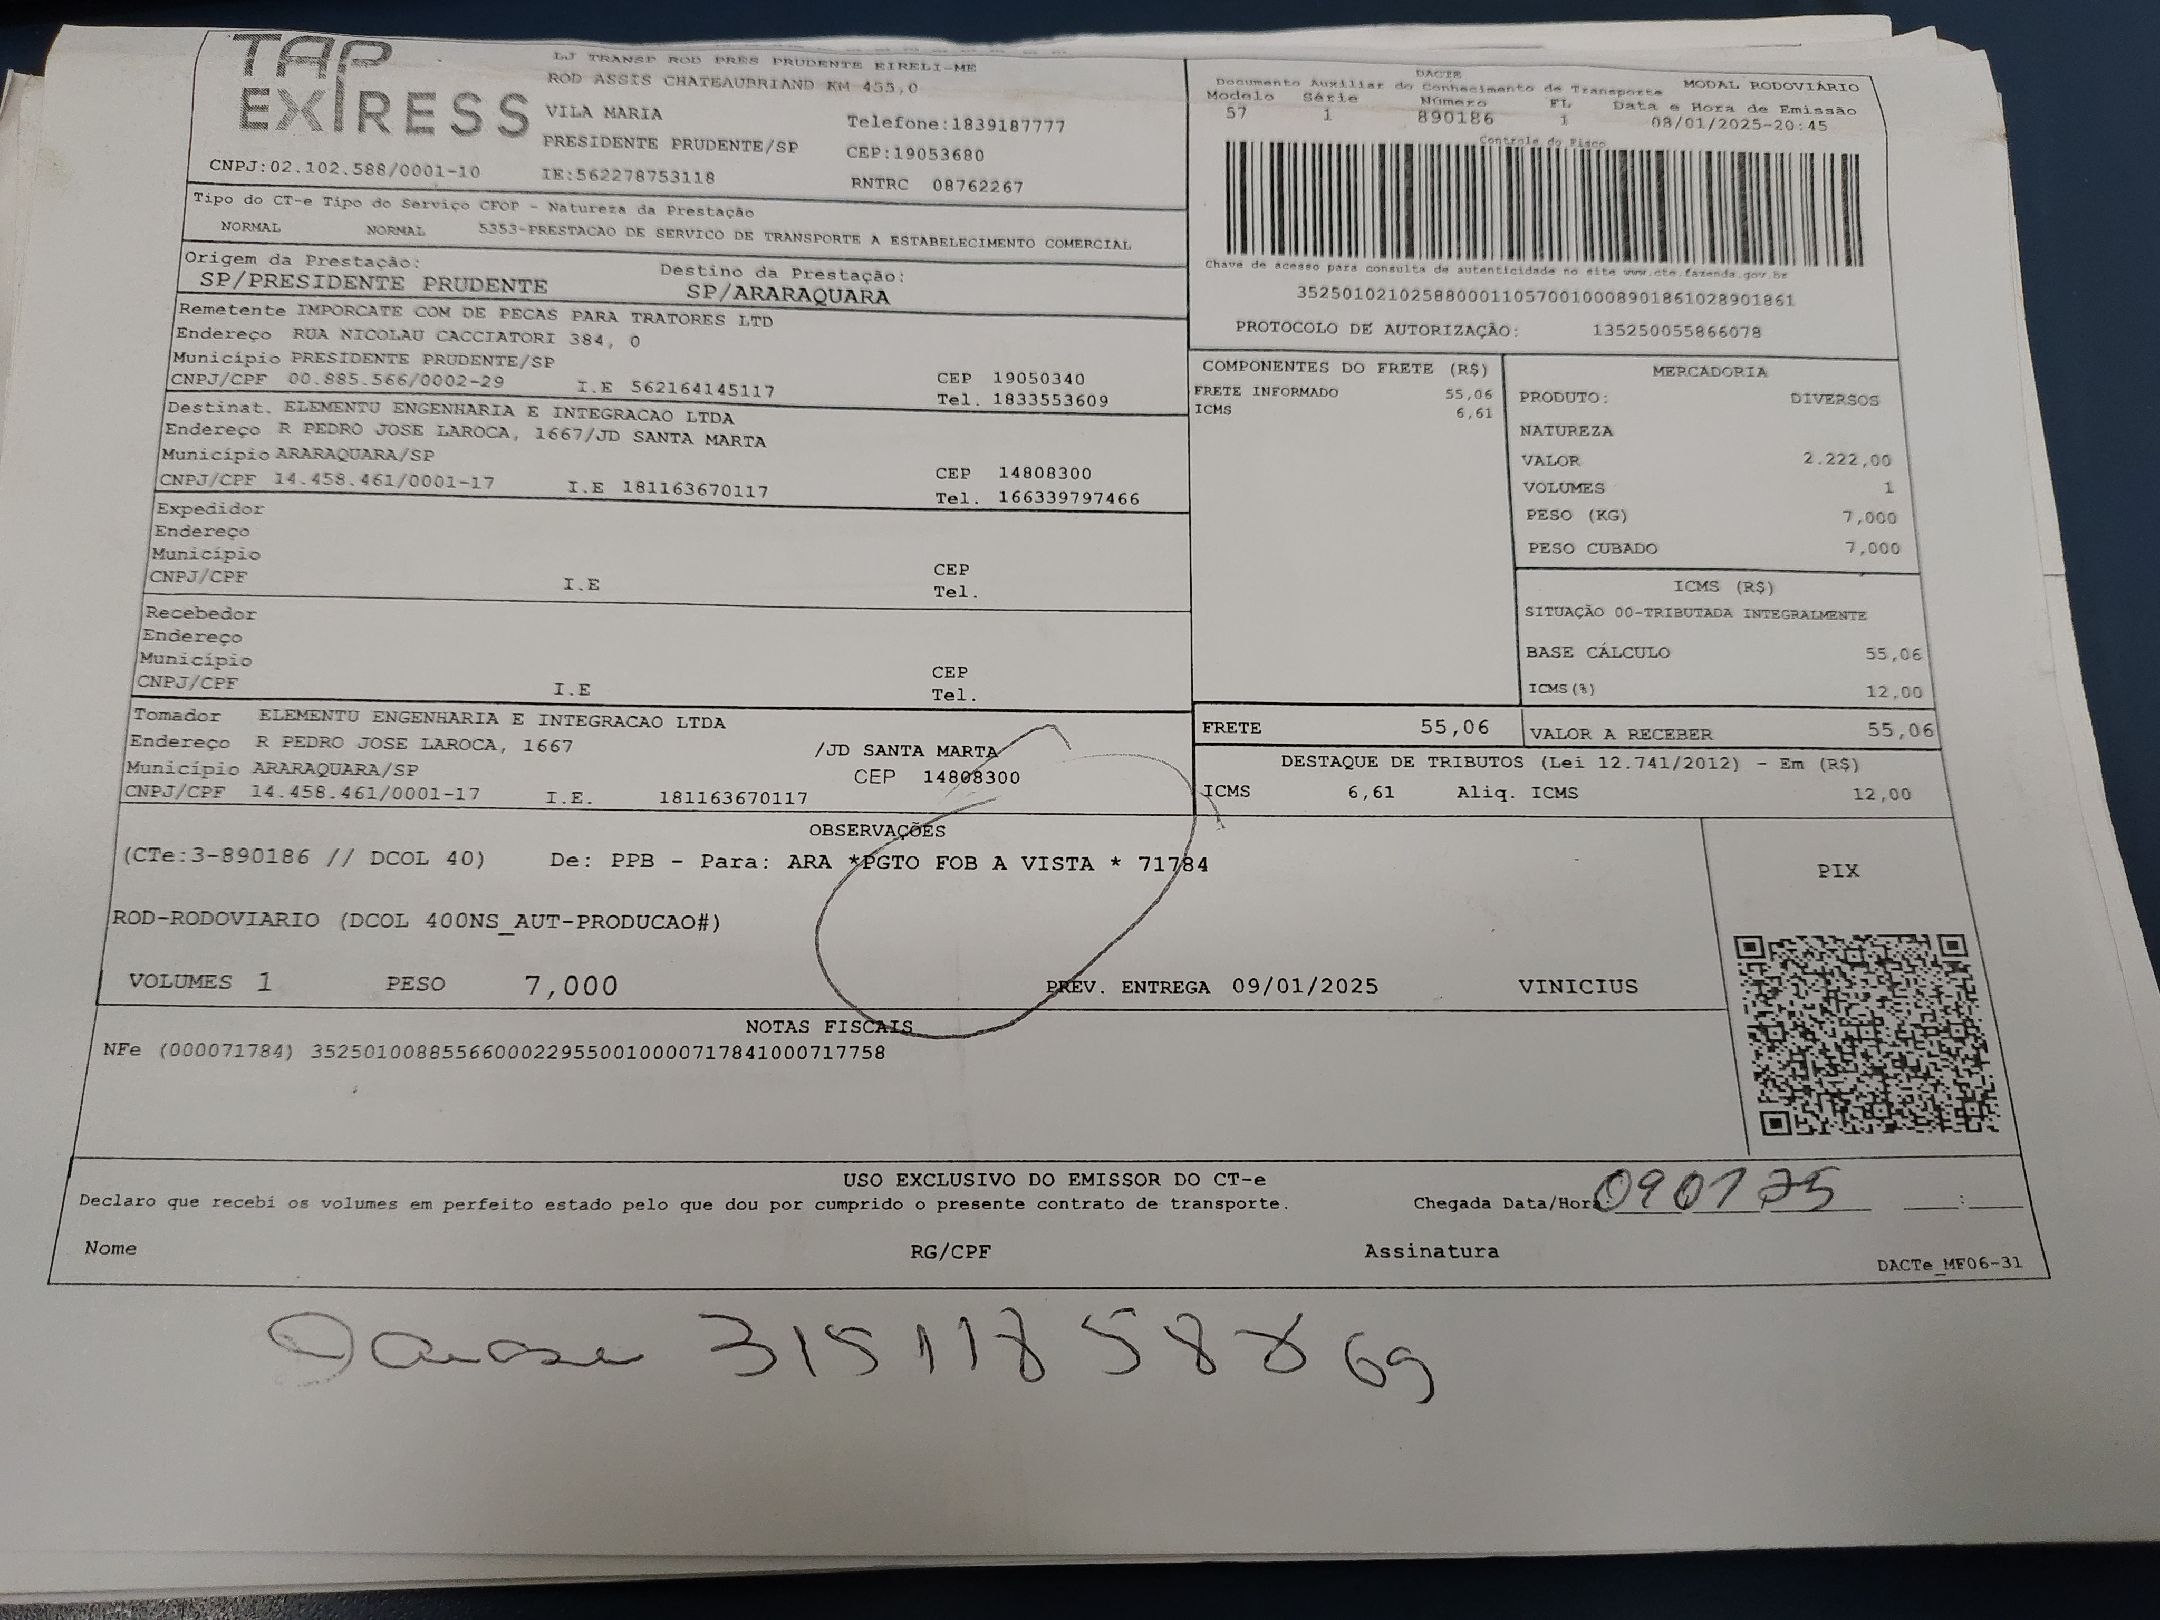 TAP EXPRESS
LJ TRANSP ROD PRES PRUDENTE EIRELI-ME
ROD ASSIS CHATEAUBRIAND KM 455,0
VILA MARIA
Telefone:1839187777
PRESIDENTE PRUDENTE/SP
CEP:19053680
CNPJ:02.102.588/0001-10
IE:562278753118
RNTRC 08762267
DACTE
Documento Auxiliar do Conhecimento de Transporte
MODAL RODOVIÁRIO
Modelo Série Número FL Data e Hora de Emissão
57 1 890186 1 08/01/2025-20:45
Controle do Fisco
Chave de acesso para consulta de autenticidade no site www.cte.fazenda.gov.br
35250102102588000110570010008901861028901861
PROTOCOLO DE AUTORIZAÇÃO: 135250055866078
Tipo do CT-e Tipo do Serviço CFOP - Natureza da Prestação
NORMAL NORMAL 5353-PRESTACAO DE SERVICO DE TRANSPORTE A ESTABELECIMENTO COMERCIAL
Origem da Prestação: Destino da Prestação:
SP/PRESIDENTE PRUDENTE SP/ARARAQUARA
Remetente IMPORCATE COM DE PECAS PARA TRATORES LTD
Endereço RUA NICOLAU CACCIATORI 384, 0
Município PRESIDENTE PRUDENTE/SP CEP 19050340
CNPJ/CPF 00.885.566/0002-29 I.E 562164145117 Tel. 1833553609
Destinat. ELEMENTU ENGENHARIA E INTEGRACAO LTDA
Endereço R PEDRO JOSE LAROCA, 1667/JD SANTA MARTA
Município ARARAQUARA/SP CEP 14808300
CNPJ/CPF 14.458.461/0001-17 I.E 181163670117 Tel. 166339797466
Expedidor
Endereço
Município CEP
CNPJ/CPF I.E Tel.
Recebedor
Endereço
Município CEP
CNPJ/CPF I.E Tel.
Tomador ELEMENTU ENGENHARIA E INTEGRACAO LTDA
Endereço R PEDRO JOSE LAROCA, 1667 /JD SANTA MARTA
Município ARARAQUARA/SP CEP 14808300
CNPJ/CPF 14.458.461/0001-17 I.E. 181163670117
COMPONENTES DO FRETE (R$)
FRETE INFORMADO 55,06
ICMS 6,61
MERCADORIA
PRODUTO: DIVERSOS
NATUREZA
VALOR 2.222,00
VOLUMES 1
PESO (KG) 7,000
PESO CUBADO 7,000
ICMS (R$)
SITUAÇÃO 00-TRIBUTADA INTEGRALMENTE
BASE CÁLCULO 55,06
ICMS(%) 12,00
FRETE 55,06 VALOR A RECEBER 55,06
DESTAQUE DE TRIBUTOS (Lei 12.741/2012) - Em (R$)
ICMS 6,61 Aliq. ICMS 12,00
OBSERVAÇÕES
(CTe:3-890186 // DCOL 40) De: PPB - Para: ARA *PGTO FOB A VISTA * 71784
ROD-RODOVIARIO (DCOL 400NS_AUT-PRODUCAO#)
VOLUMES 1 PESO 7,000 PREV. ENTREGA 09/01/2025 VINICIUS
PIX
NOTAS FISCAIS
NFe (000071784) 35250100885566000229550010000717841000717758
USO EXCLUSIVO DO EMISSOR DO CT-e
Declaro que recebi os volumes em perfeito estado pelo que dou por cumprido o presente contrato de transporte.
Chegada Data/Hora 090125 __:__
Nome RG/CPF Assinatura
DACTe_MF06-31
31511858869